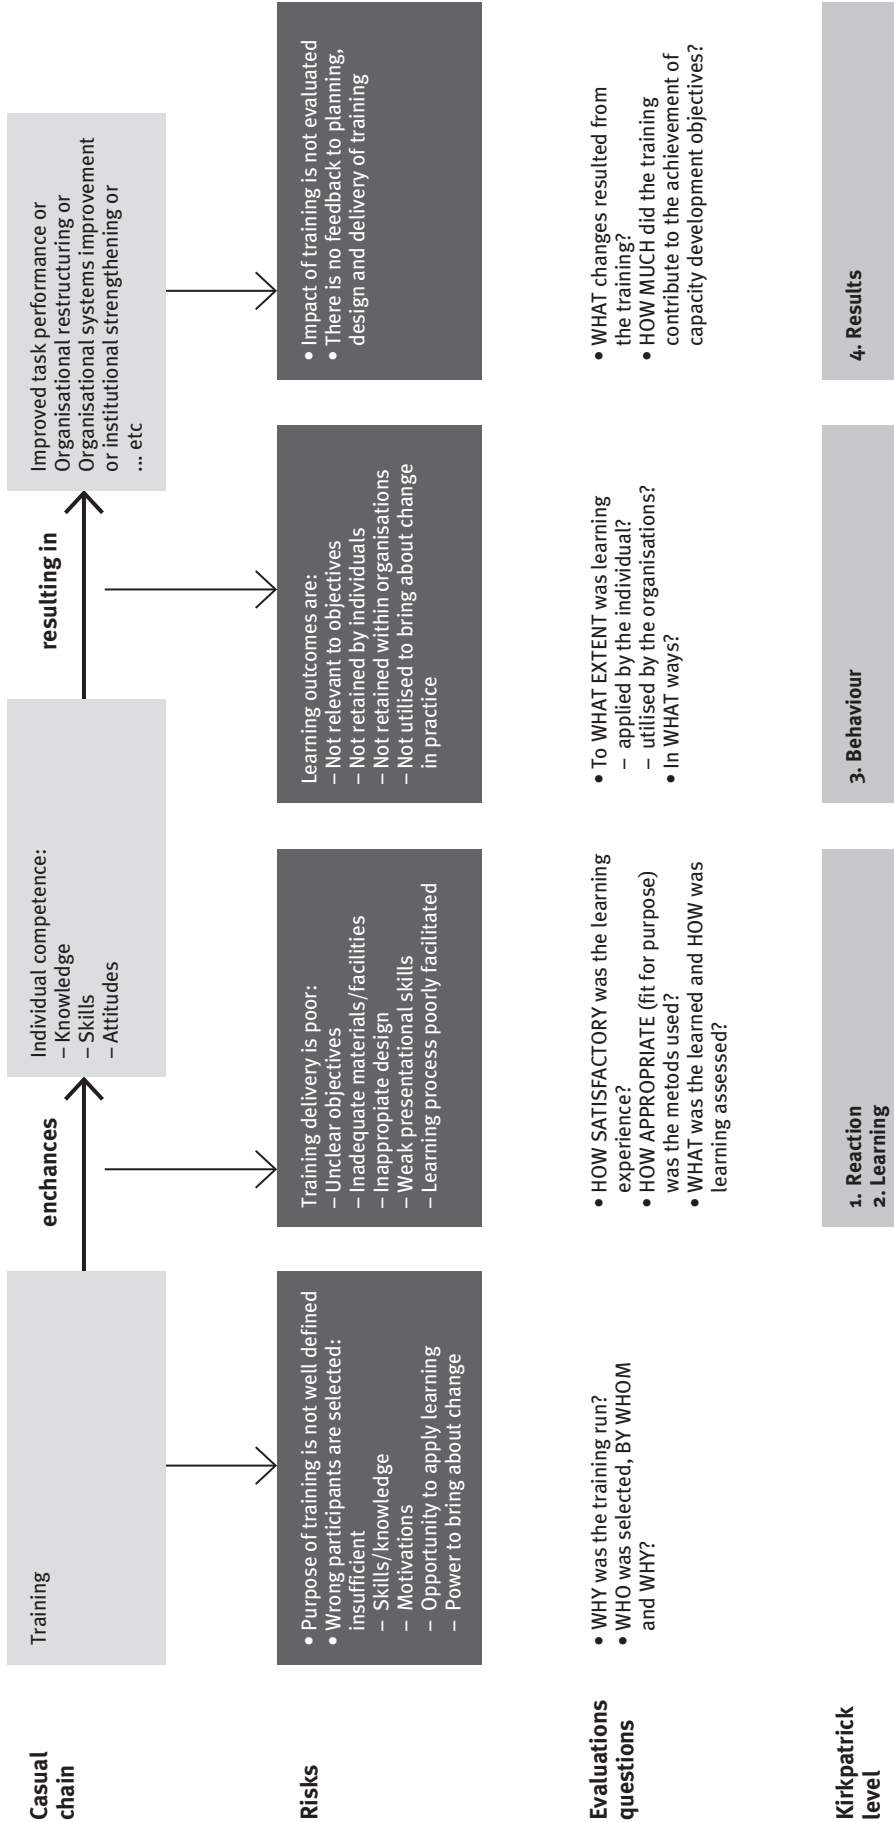 Casual
chain
Training
enchances
Individual competence:
– Knowledge
– Skills
– Attitudes
resulting in
Improved task performance or
Organisational restructuring or
Organisational systems improvement
or institutional strengthening or
... etc
Risks
• Purpose of training is not well defined
• Wrong participants are selected:
insufficient
– Skills/knowledge
– Motivations
– Opportunity to apply learning
– Power to bring about change
Training delivery is poor:
– Unclear objectives
– Inadequate materials/facilities
– Inappropiate design
– Weak presentational skills
– Learning process poorly facilitated
Learning outcomes are:
– Not relevant to objectives
– Not retained by individuals
– Not retained within organisations
– Not utilised to bring about change
in practice
• Impact of training is not evaluated
• There is no feedback to planning,
design and delivery of training
Evaluations
questions
• WHY was the training run?
• WHO was selected, BY WHOM
and WHY?
• HOW SATISFACTORY was the learning
experience?
• HOW APPROPRIATE (fit for purpose)
was the metods used?
• WHAT was the learned and HOW was
learning assessed?
• To WHAT EXTENT was learning
– applied by the individual?
– utilised by the organisations?
• In WHAT ways?
• WHAT changes resulted from
the training?
• HOW MUCH did the training
contribute to the achievement of
capacity development objectives?
Kirkpatrick
level
1. Reaction
2. Learning
3. Behaviour
4. Results